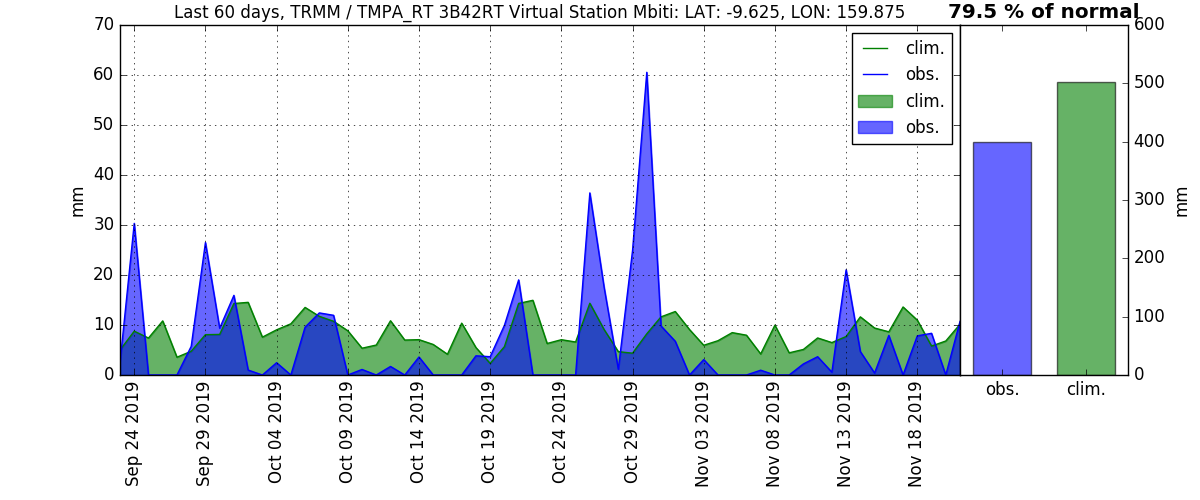 Last 60 days, TRMM / TMPA_RT 3B42RT Virtual Station Mbiti: LAT: -9.625, LON: 159.875
79.5 % of normal
70
60
50
40
30
20
10
0
mm
clim.
obs.
clim.
obs.
Sep 24 2019
Sep 29 2019
Oct 04 2019
Oct 09 2019
Oct 14 2019
Oct 19 2019
Oct 24 2019
Oct 29 2019
Nov 03 2019
Nov 08 2019
Nov 13 2019
Nov 18 2019
600
500
400
300
200
100
0
mm
obs.
clim.